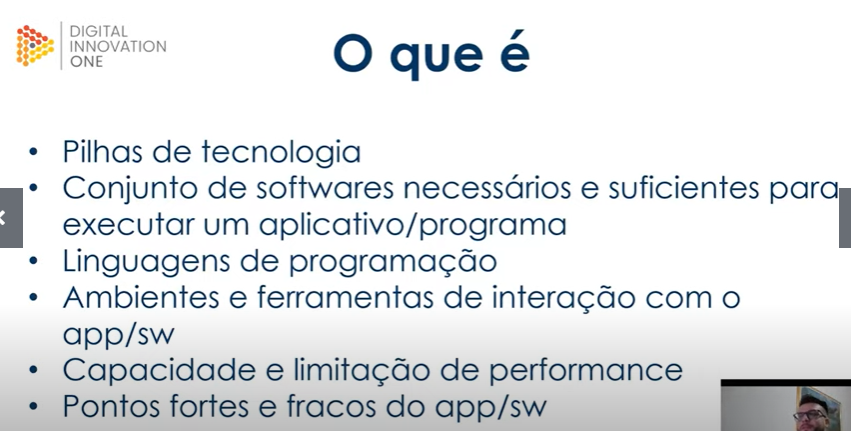 DIGITAL
INNOVATION
ONE
O que é
• Pilhas de tecnologia
• Conjunto de softwares necessários e suficientes para
executar um aplicativo/programa
• Linguagens de programação
• Ambientes e ferramentas de interação com o
app/sw
• Capacidade e limitação de performance
• Pontos fortes e fracos do app/sw